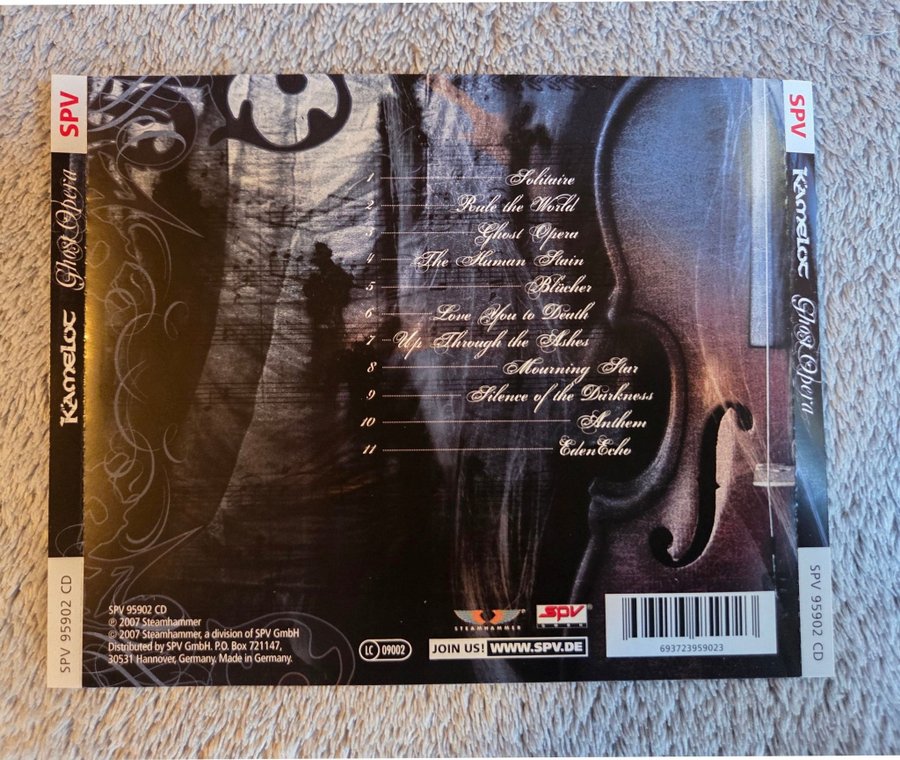 SPV
KAMELOT Ghost Opera
SPV 95902 CD
1 Solitaire
2 Rule the World
3 Ghost Opera
4 The Human Stain
5 Blücher
6 Love You to Death
7 Up Through the Ashes
8 Mourning Star
9 Silence of the Darkness
10 Anthem
11 EdenEcho
SPV 95902 CD
℗ 2007 Steamhammer
© 2007 Steamhammer, a division of SPV GmbH
Distributed by SPV GmbH. P.O. Box 721147,
30531 Hannover, Germany. Made in Germany.
LC 09002
STEAMHAMMER
SPV ®
JOIN US! WWW.SPV.DE
693723959023
SPV
KAMELOT Ghost Opera
SPV 95902 CD